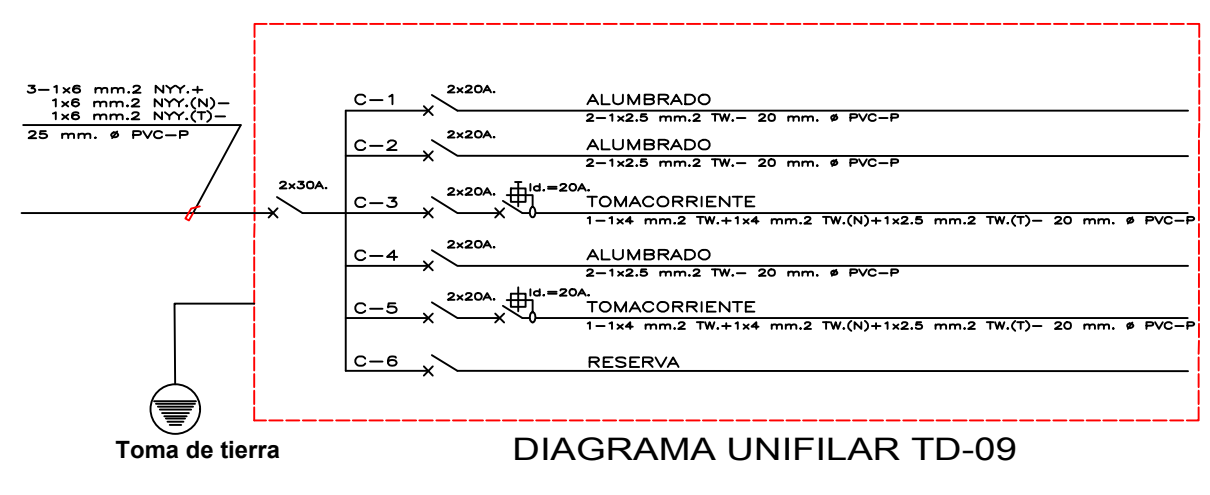 3-1x6 mm.2 NYY.+
1x6 mm.2 NYY.(N)-
1x6 mm.2 NYY.(T)-
25 mm. ø PVC-P
2x30A.
C-1 2x20A. ALUMBRADO
2-1x2.5 mm.2 TW.- 20 mm. ø PVC-P
C-2 2x20A. ALUMBRADO
2-1x2.5 mm.2 TW.- 20 mm. ø PVC-P
C-3 2x20A. Id.=20A. TOMACORRIENTE
1-1x4 mm.2 TW.+1x4 mm.2 TW.(N)+1x2.5 mm.2 TW.(T)- 20 mm. ø PVC-P
C-4 2x20A. ALUMBRADO
2-1x2.5 mm.2 TW.- 20 mm. ø PVC-P
C-5 2x20A. Id.=20A. TOMACORRIENTE
1-1x4 mm.2 TW.+1x4 mm.2 TW.(N)+1x2.5 mm.2 TW.(T)- 20 mm. ø PVC-P
C-6 RESERVA
Toma de tierra
DIAGRAMA UNIFILAR TD-09